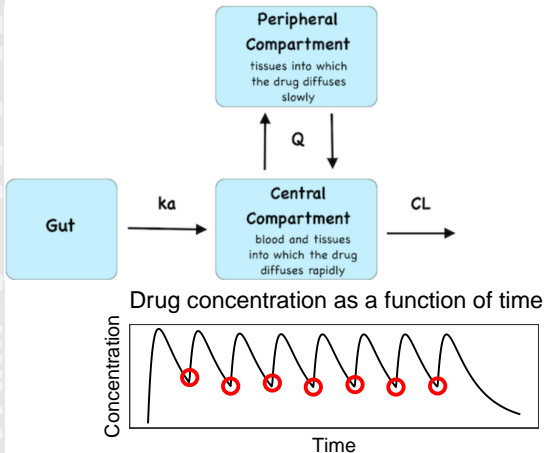 Peripheral
Compartment
tissues into which
the drug diffuses
slowly
Q
Gut
ka
Central
Compartment
blood and tissues
into which the drug
diffuses rapidly
CL
Drug concentration as a function of time
Concentration
Time